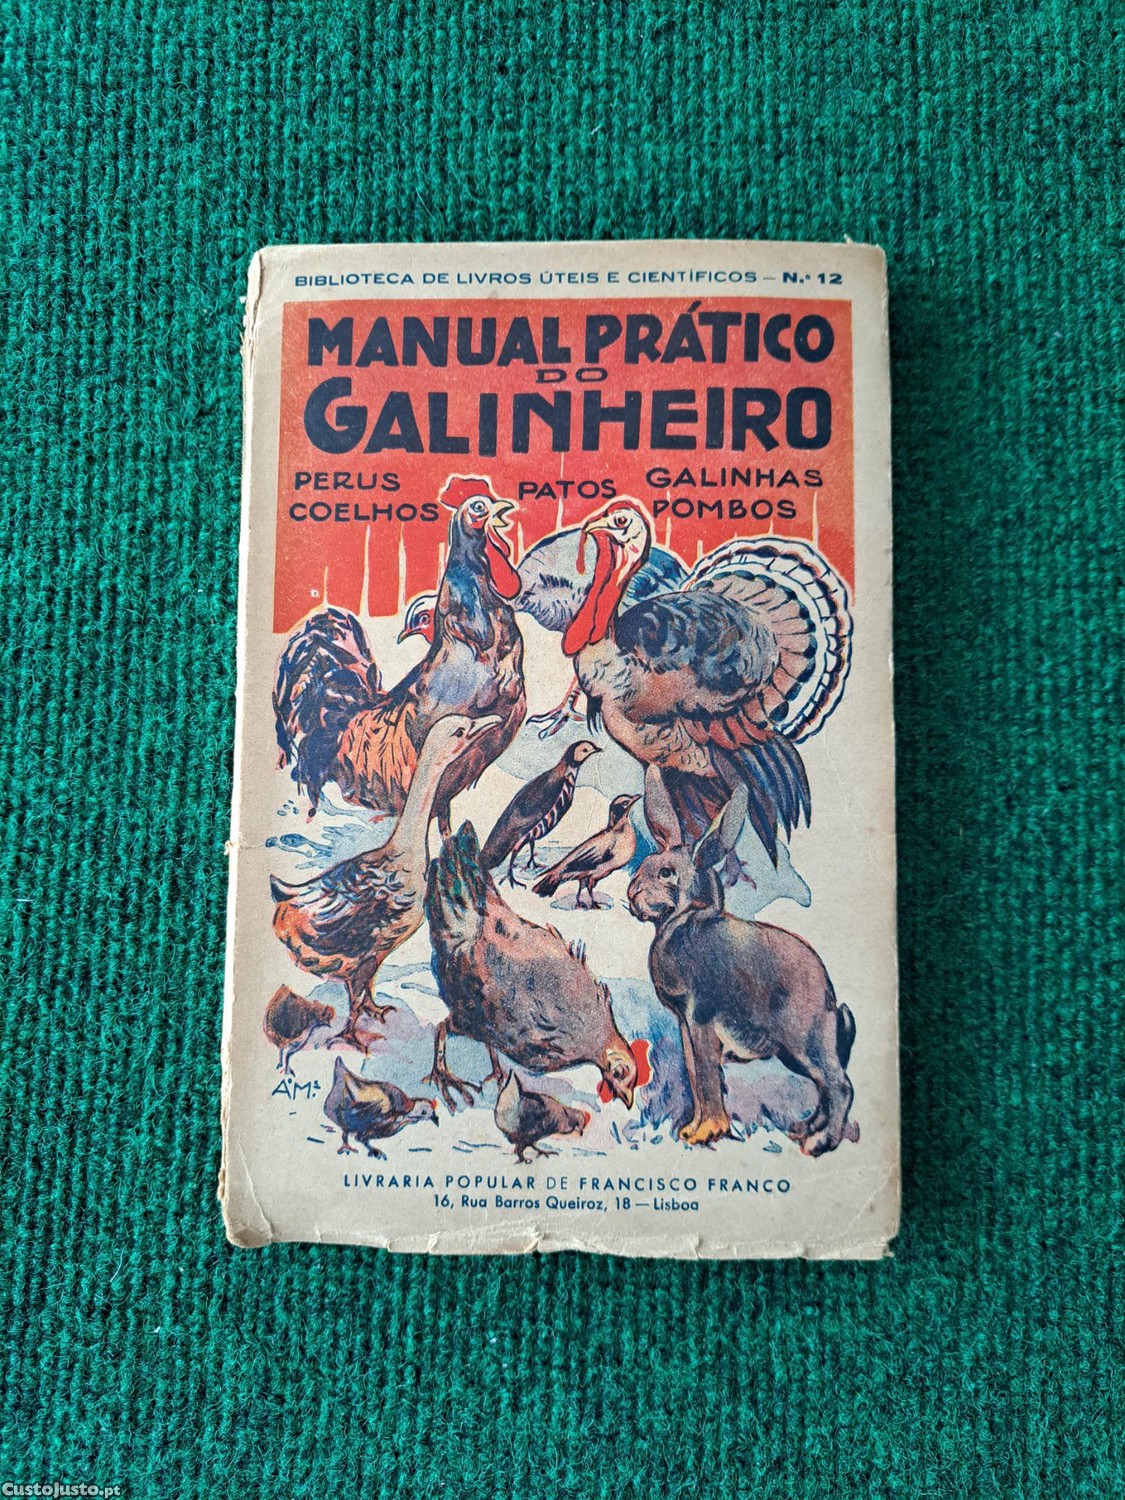 BIBLIOTECA DE LIVROS ÚTEIS E CIENTÍFICOS — N.º 12
MANUAL PRÁTICO
DO
GALINHEIRO
PERUS PATOS GALINHAS
COELHOS POMBOS
A.M.
LIVRARIA POPULAR DE FRANCISCO FRANCO
16, Rua Barros Queiroz, 18 — Lisboa
CustoJusto.pt